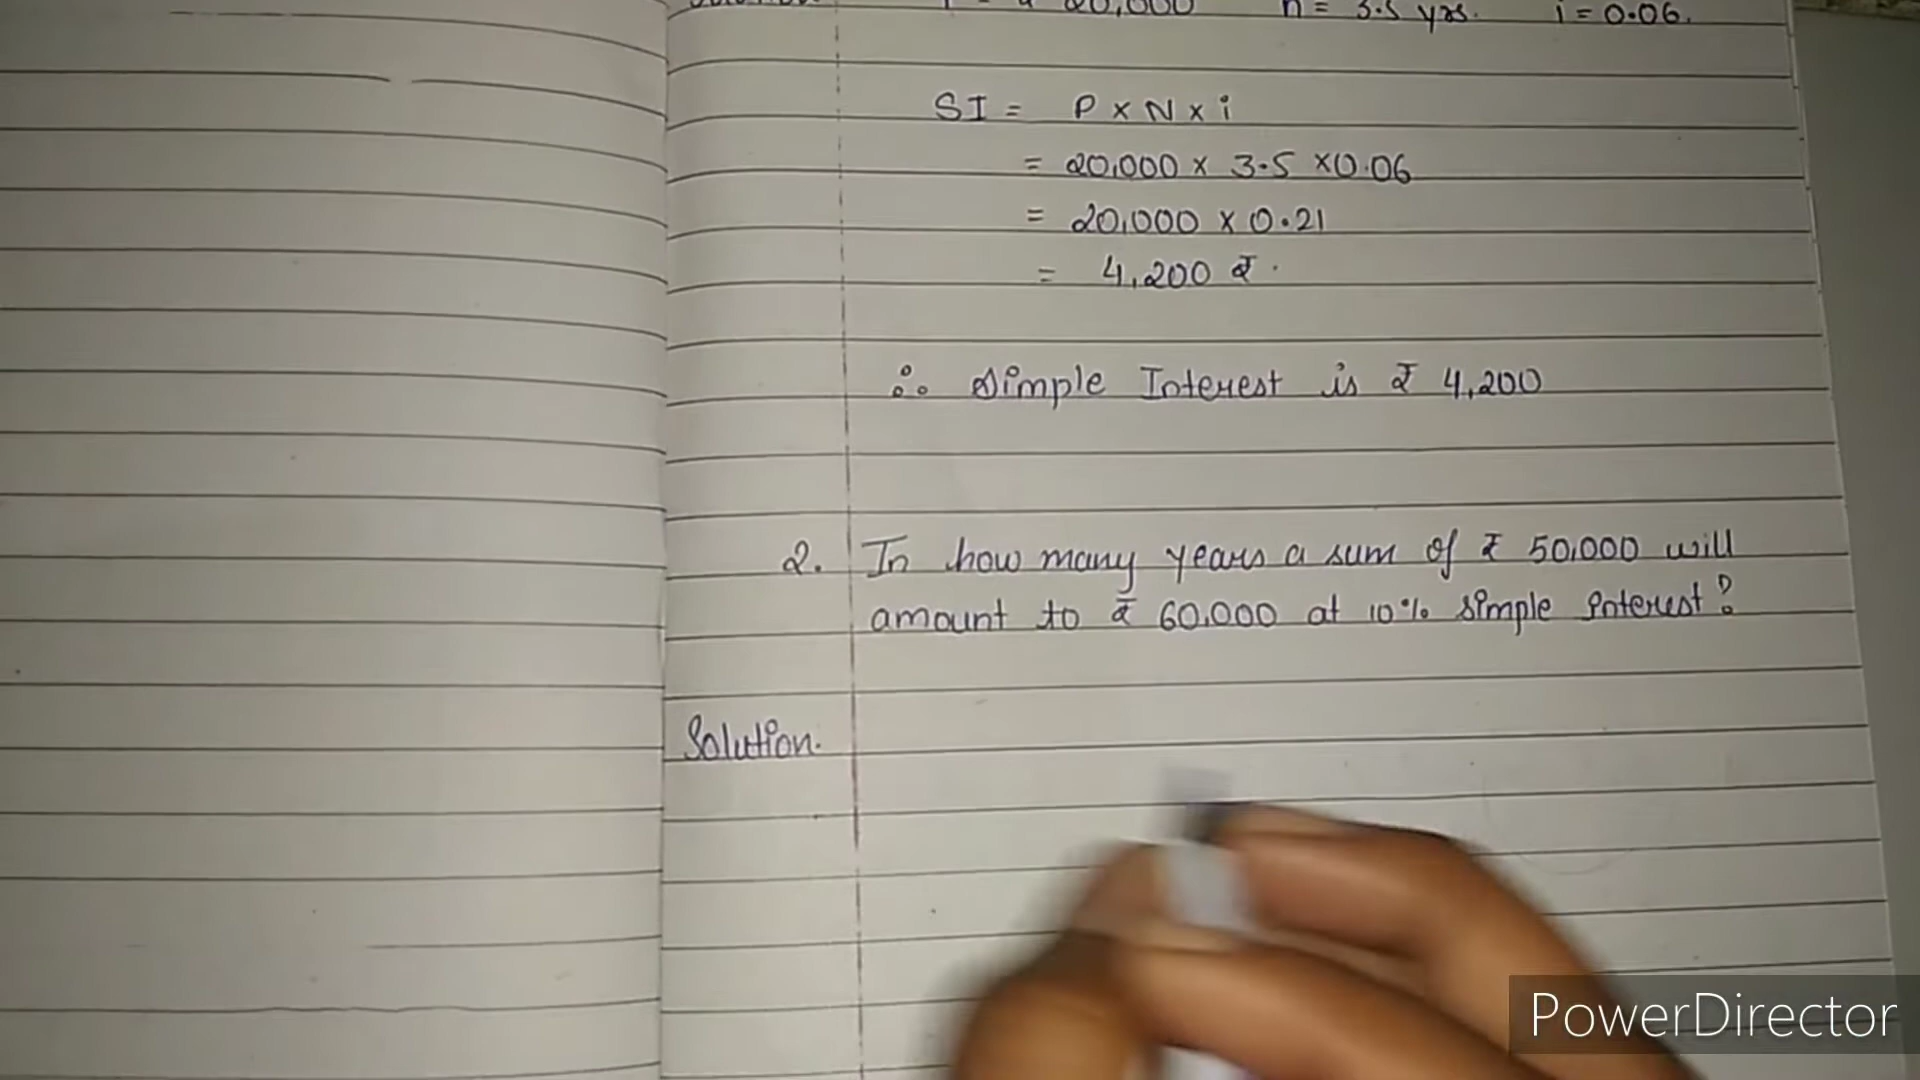 20,000 n = 3.5 yrs. i = 0.06.
SI = P × N × i
= 20,000 × 3.5 × 0.06
= 20,000 × 0.21
= 4,200 ₹.
∴ Simple Interest is ₹ 4,200
2. In how many years a sum of ₹ 50,000 will
amount to ₹ 60,000 at 10% simple interest?
Solution.
PowerDirector